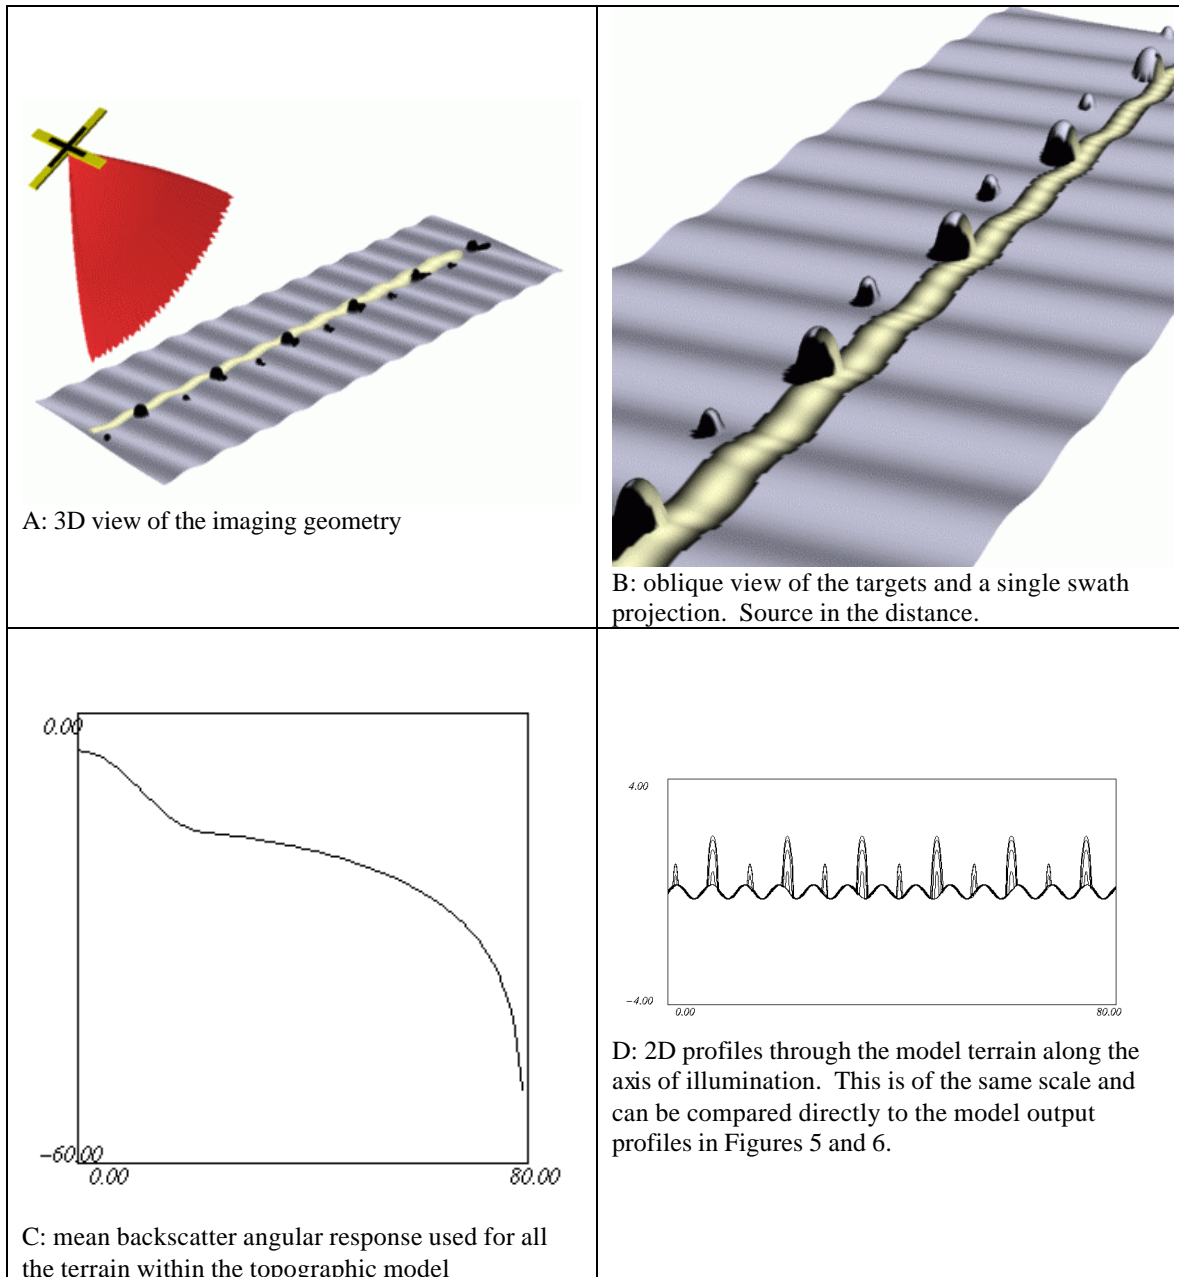 A: 3D view of the imaging geometry
B: oblique view of the targets and a single swath
projection.  Source in the distance.
0.00
-60.00
0.00
80.00
C: mean backscatter angular response used for all
the terrain within the topographic model
4.00
-4.00
0.00
80.00
D: 2D profiles through the model terrain along the
axis of illumination.  This is of the same scale and
can be compared directly to the model output
profiles in Figures 5 and 6.